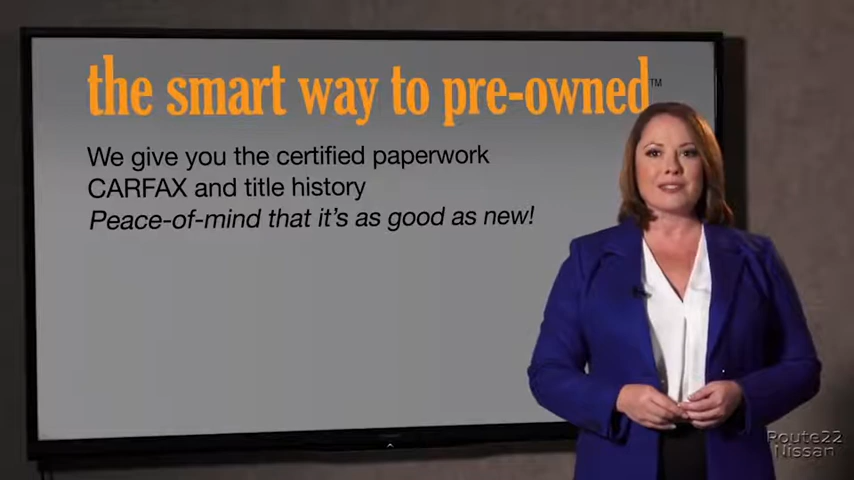 the smart way to pre-owned™
We give you the certified paperwork
CARFAX and title history
Peace-of-mind that it's as good as new!
Route22
Nissan